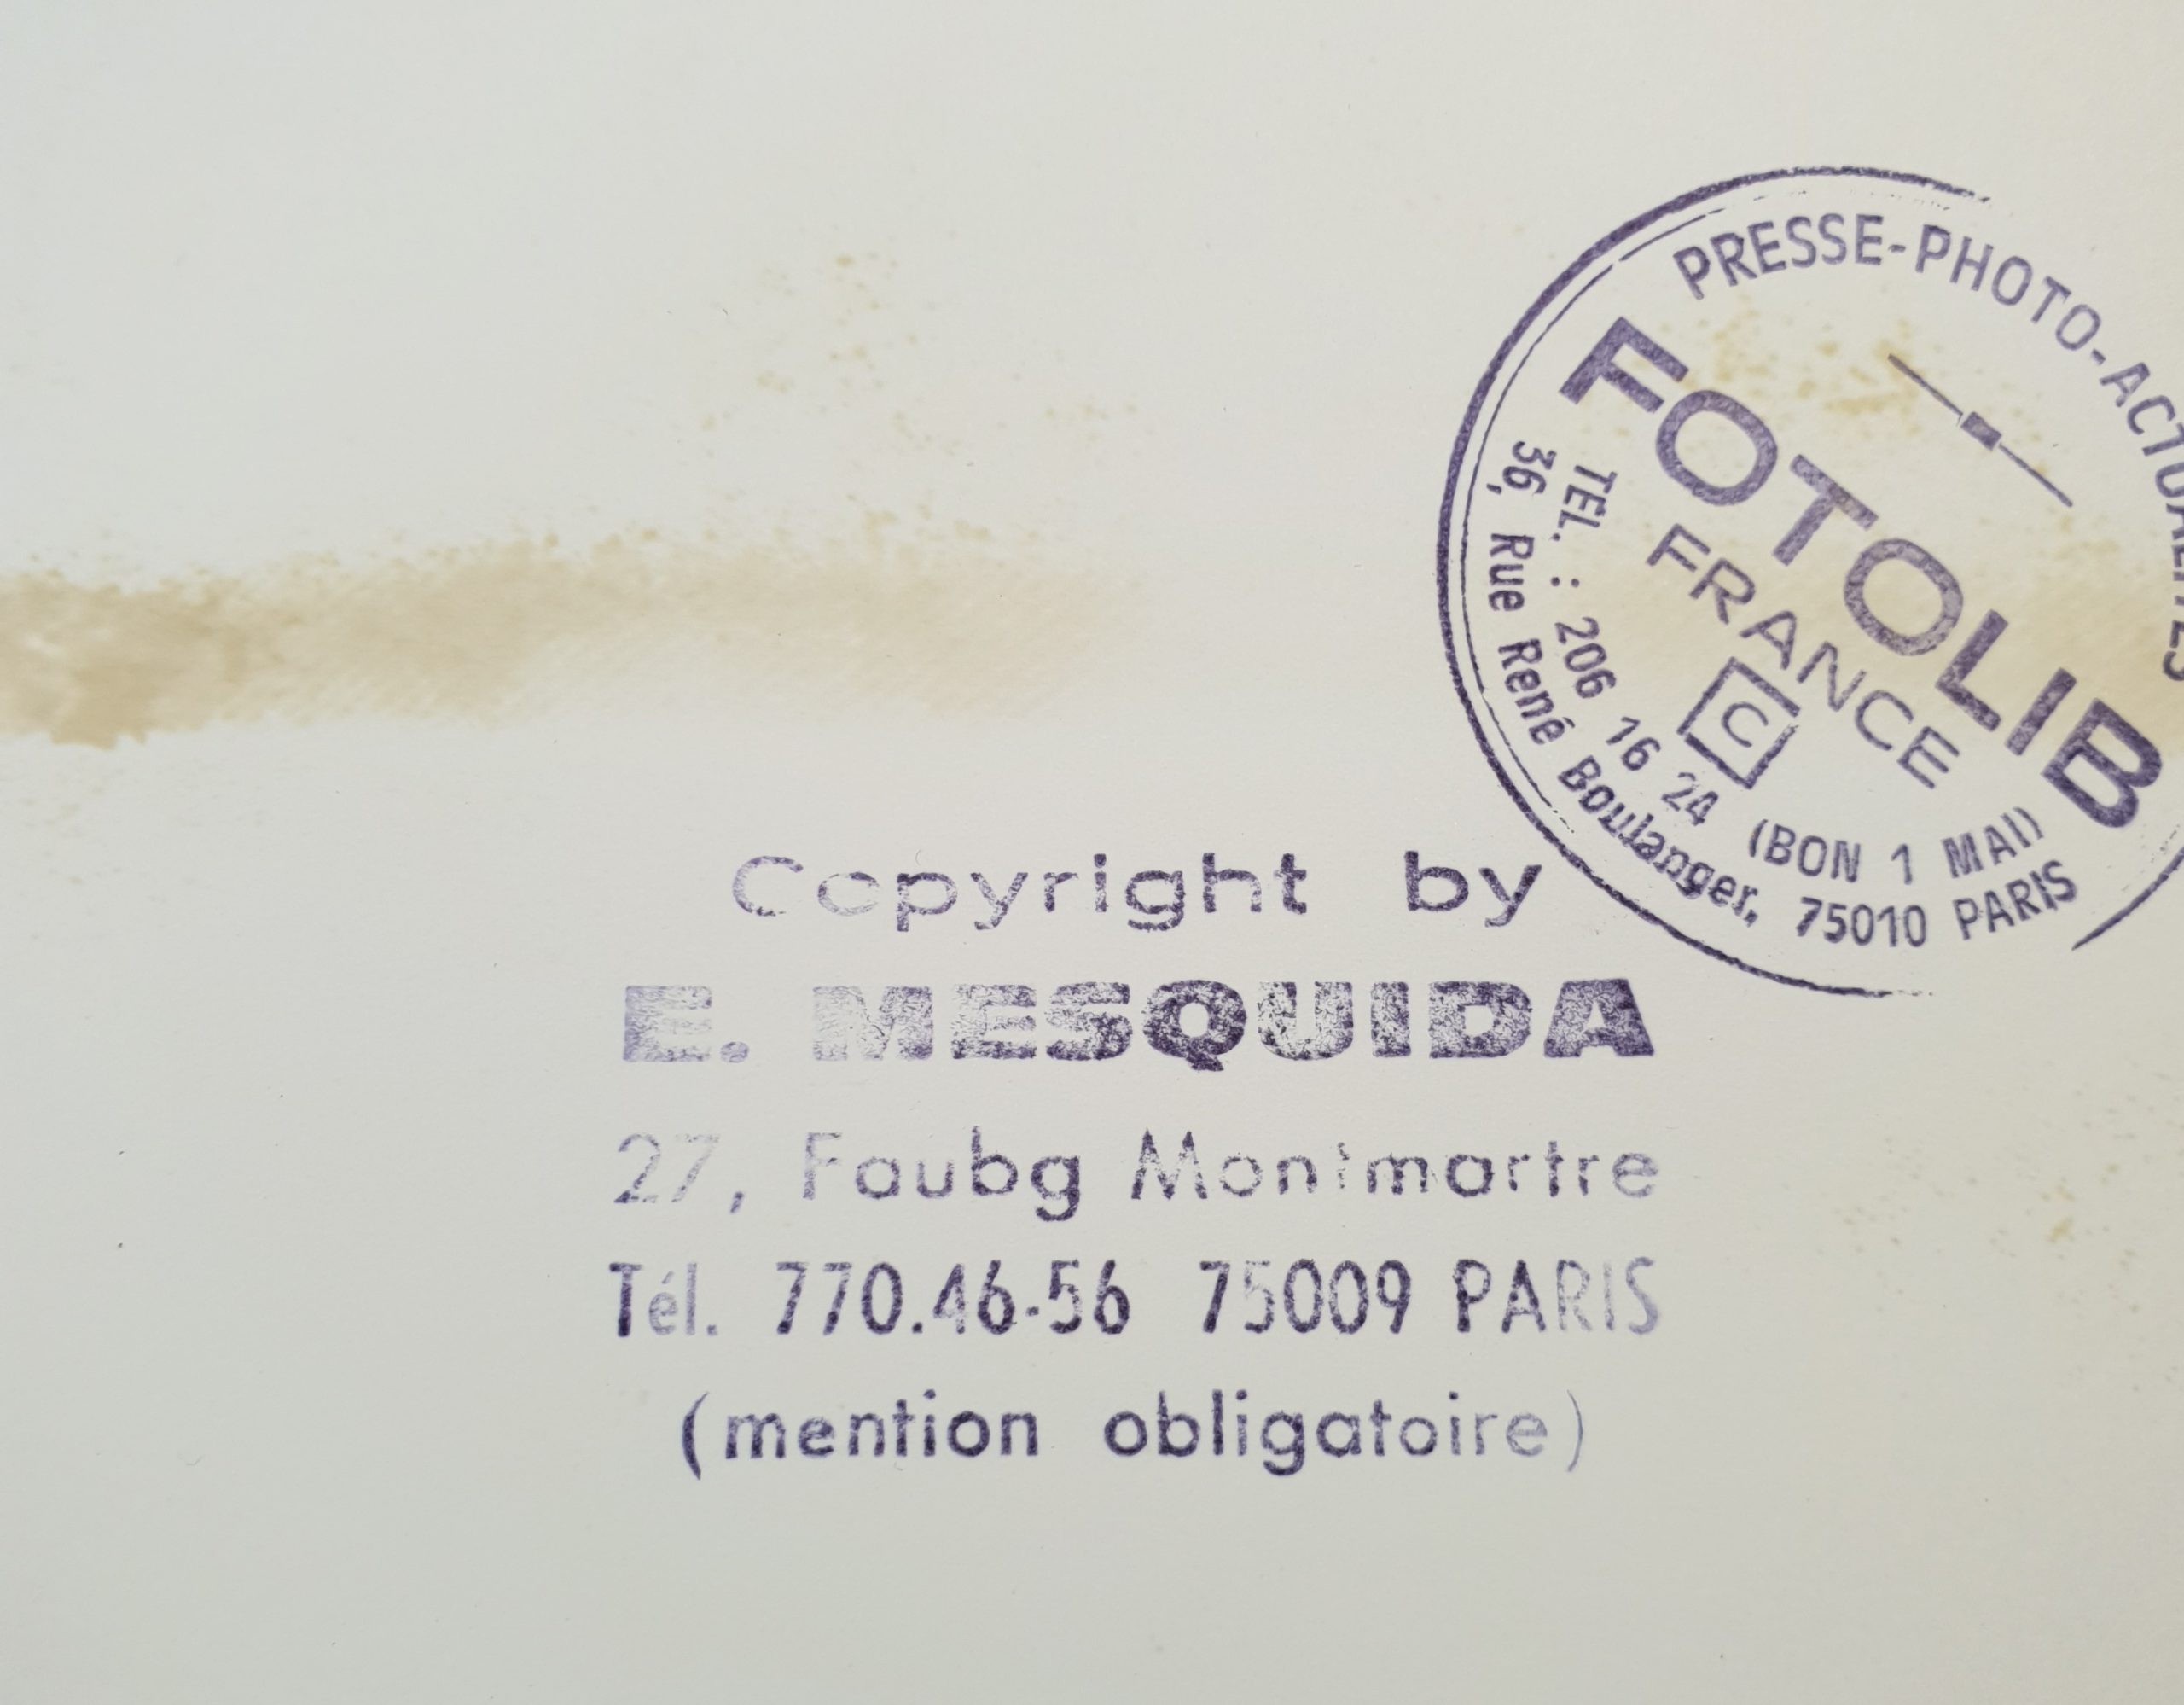 PRESSE-PHOTO-ACTUALITES
FOTOLIB
FRANCE
C
TEL. : 206 16 24 (BON 1 MAI)
36, Rue René Boulanger, 75010 PARIS
Copyright by
E. MESQUIDA
27, Faubg Montmartre
Tél. 770.46-56 75009 PARIS
(mention obligatoire)